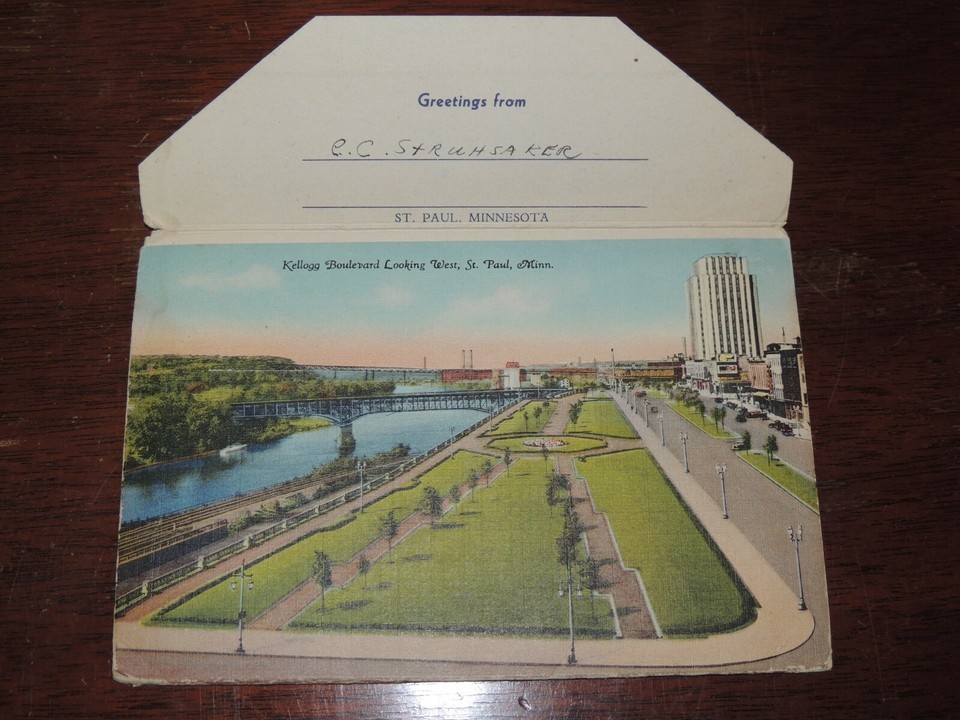 Greetings from
C.C. STRUHSAKER
ST. PAUL. MINNESOTA
Kellogg Boulevard Looking West, St. Paul, Minn.